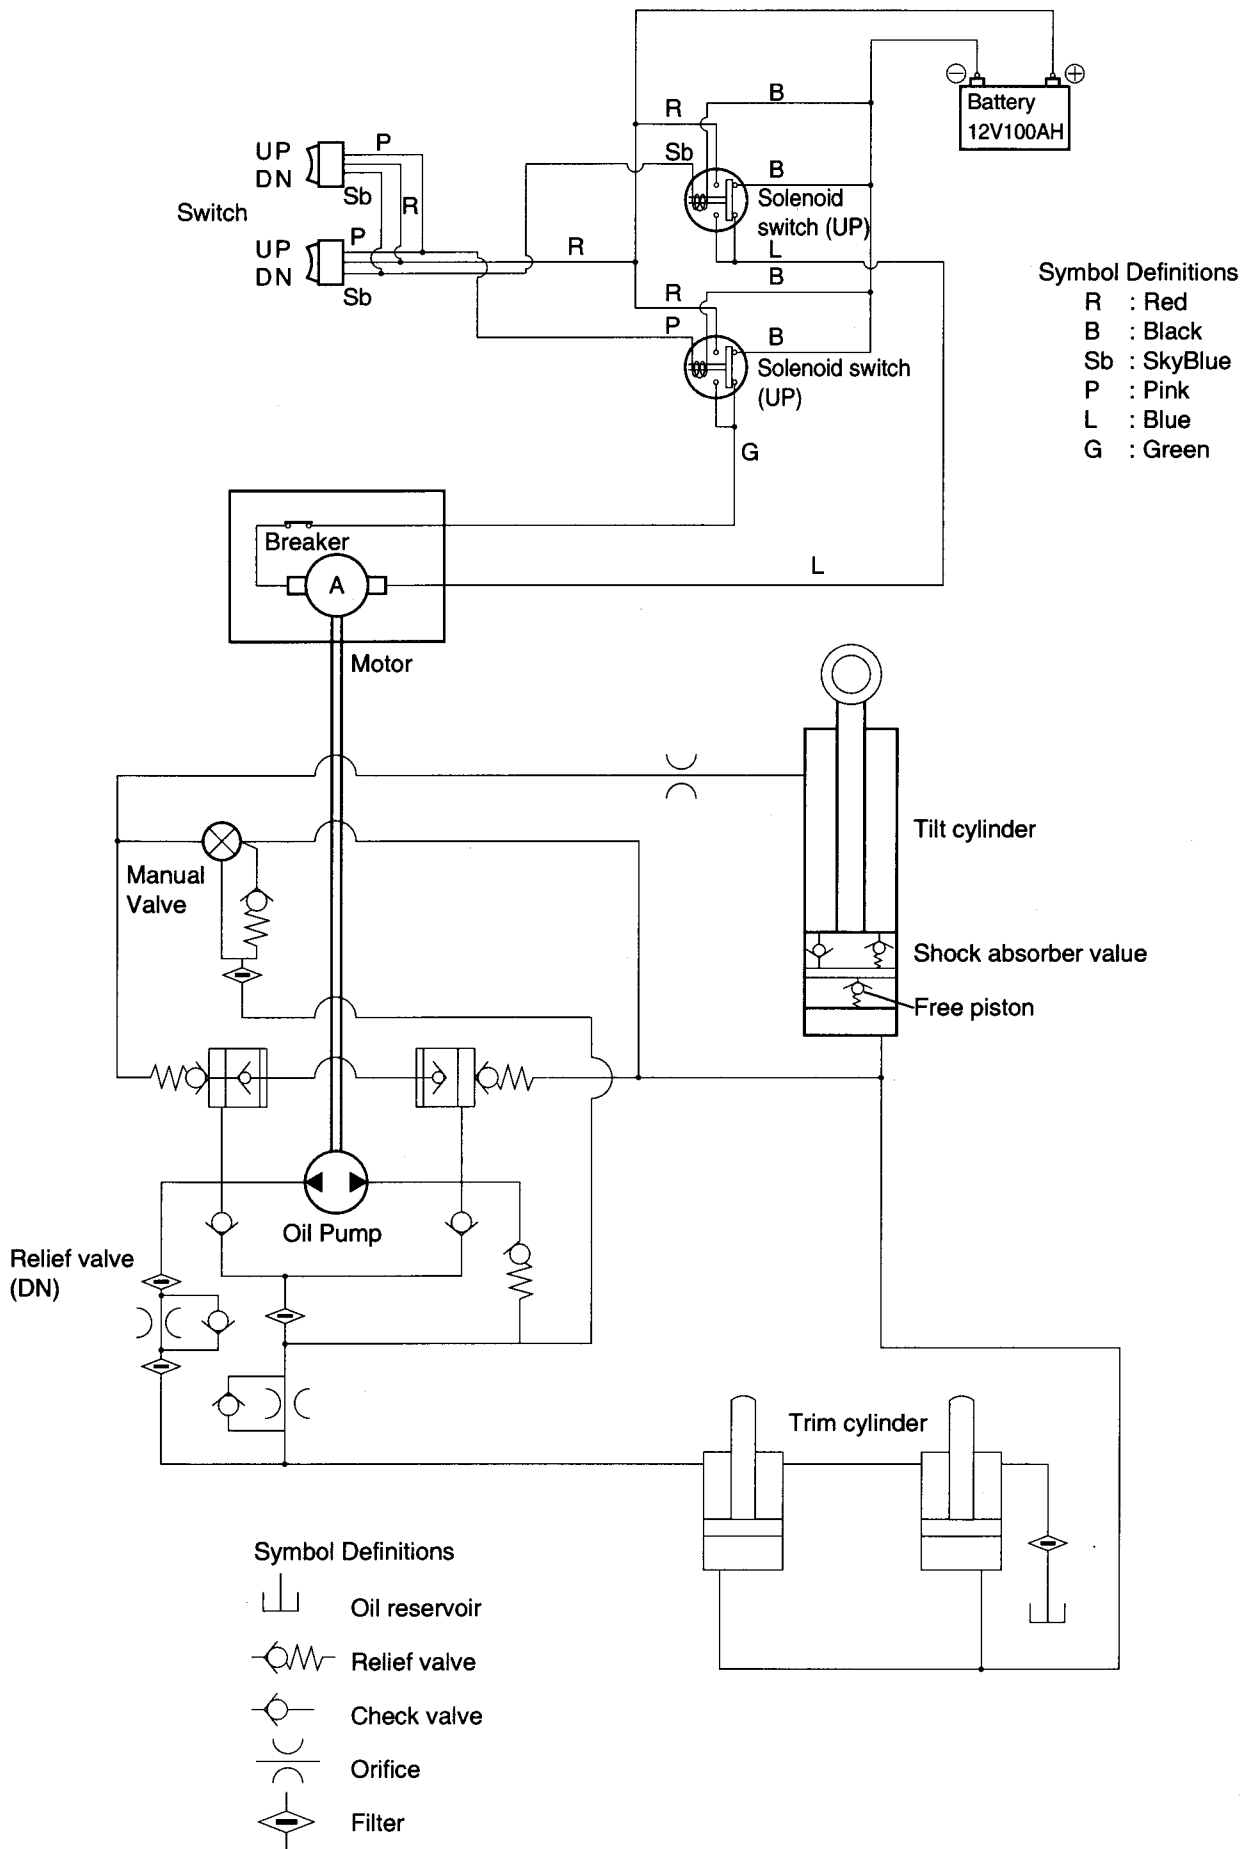 ⊖ ⊕
Battery
12V100AH
B
R
UP
DN
P
Sb
Sb
R
B
Solenoid
switch (UP)
Switch
UP
DN
P
Sb
R
L
B
R
P
B
Solenoid switch
(UP)
G
Symbol Definitions
R : Red
B : Black
Sb : SkyBlue
P : Pink
L : Blue
G : Green
Breaker
A
L
Motor
Tilt cylinder
Manual
Valve
Shock absorber value
Free piston
Oil Pump
Relief valve
(DN)
Trim cylinder
Symbol Definitions
Oil reservoir
Relief valve
Check valve
Orifice
Filter